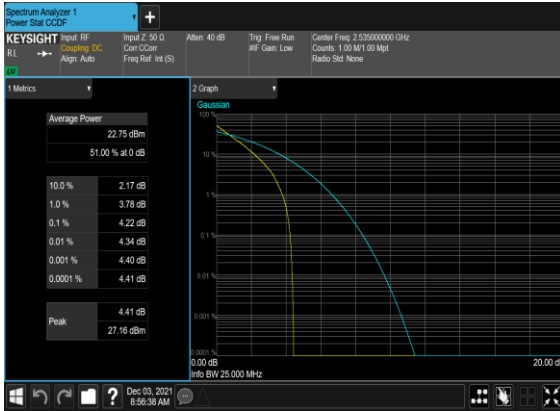 Spectrum Analyzer 1
Power Stat CCDF
KEYSIGHT
RL
Input: RF
Coupling: DC
Align: Auto
Input Z: 50 Ω
Corr CCorr
Freq Ref: Int (S)
Atten: 40 dB
Trig: Free Run
#IF Gain: Low
Center Freq: 2.535000000 GHz
Counts: 1.00 M/1.00 Mpt
Radio Std: None
1 Metrics
Average Power
22.75 dBm
51.00 % at 0 dB
10.0 % 2.17 dB
1.0 % 3.78 dB
0.1 % 4.22 dB
0.01 % 4.34 dB
0.001 % 4.40 dB
0.0001 % 4.41 dB
Peak
4.41 dB
27.16 dBm
2 Graph
Gaussian
100 %
10 %
1 %
0.1 %
0.01 %
0.001 %
0.0001 %
0.00 dB
20.00 d
Info BW 25.000 MHz
Dec 03, 2021
8:56:38 AM